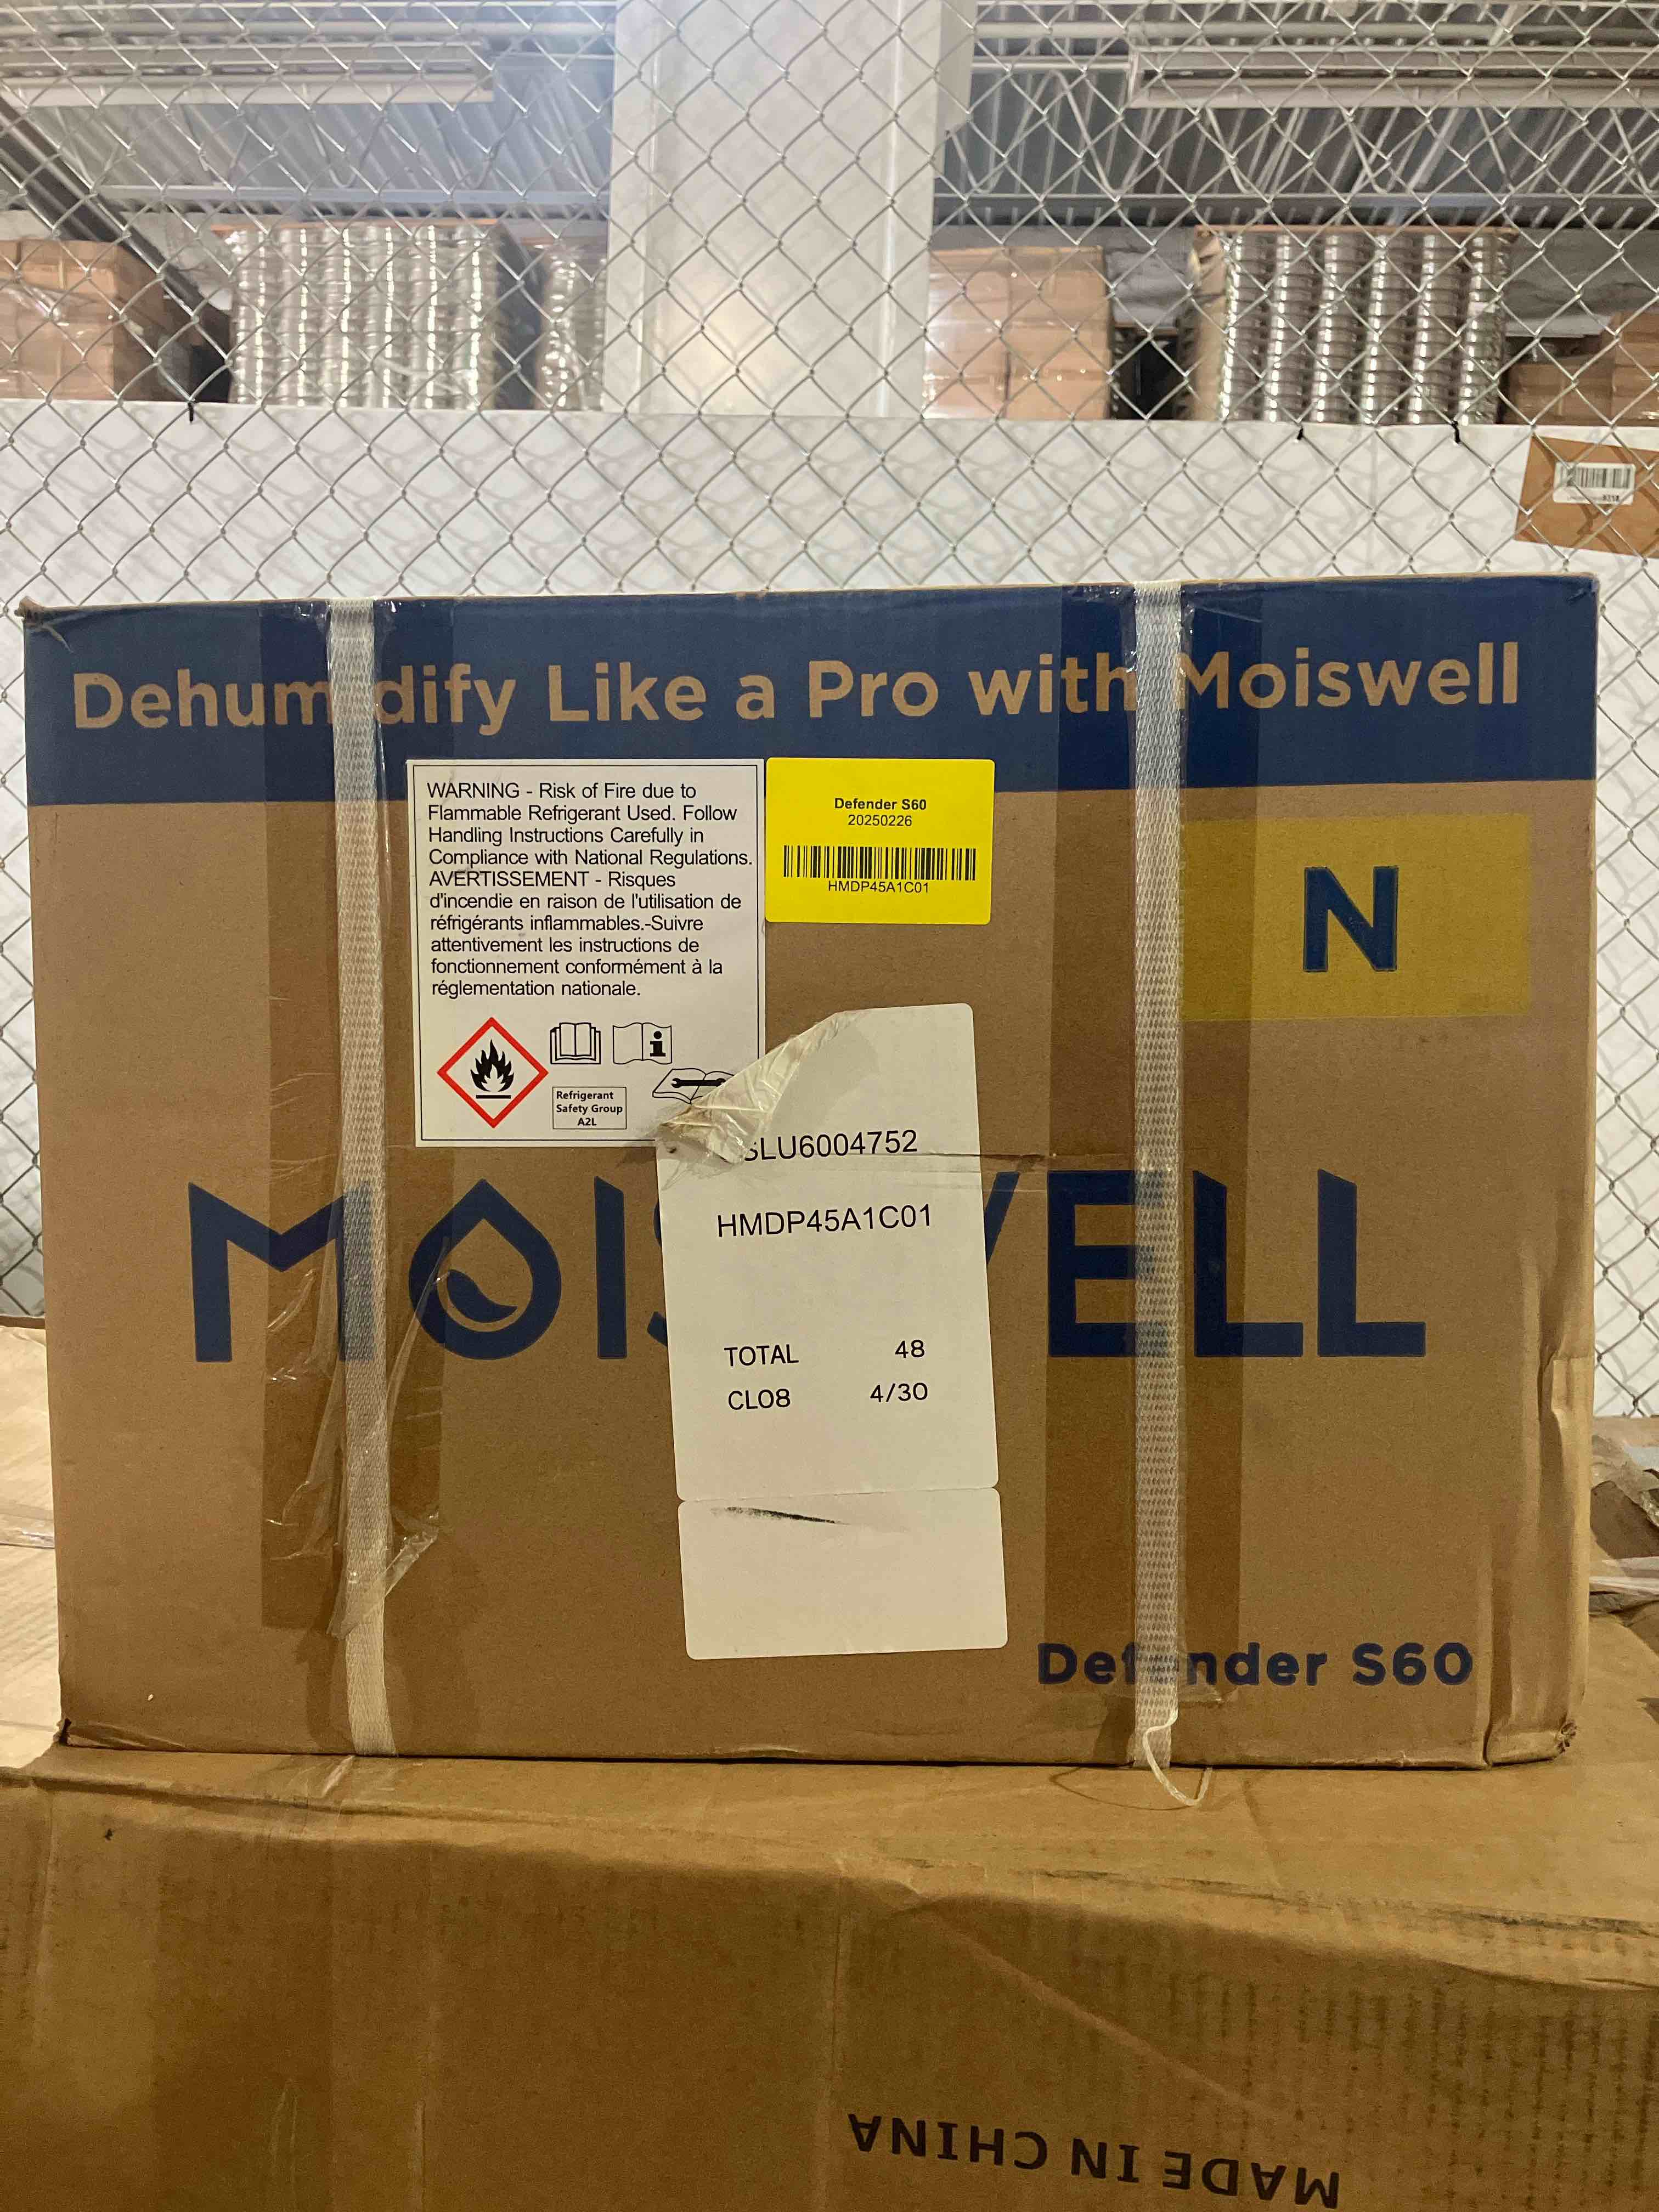 Dehumidify Like a Pro with Moiswell
WARNING - Risk of Fire due to
Flammable Refrigerant Used. Follow
Handling Instructions Carefully in
Compliance with National Regulations.
AVERTISSEMENT - Risques
d'incendie en raison de l'utilisation de
réfrigérants inflammables.-Suivre
attentivement les instructions de
fonctionnement conformément à la
réglementation nationale.
Refrigerant
Safety Group
A2L
Defender S60
20250226
HMDP45A1C01
N
SLU6004752
HMDP45A1C01
TOTAL 48
CL08 4/30
MOISWELL
Defender S60
MADE IN CHINA